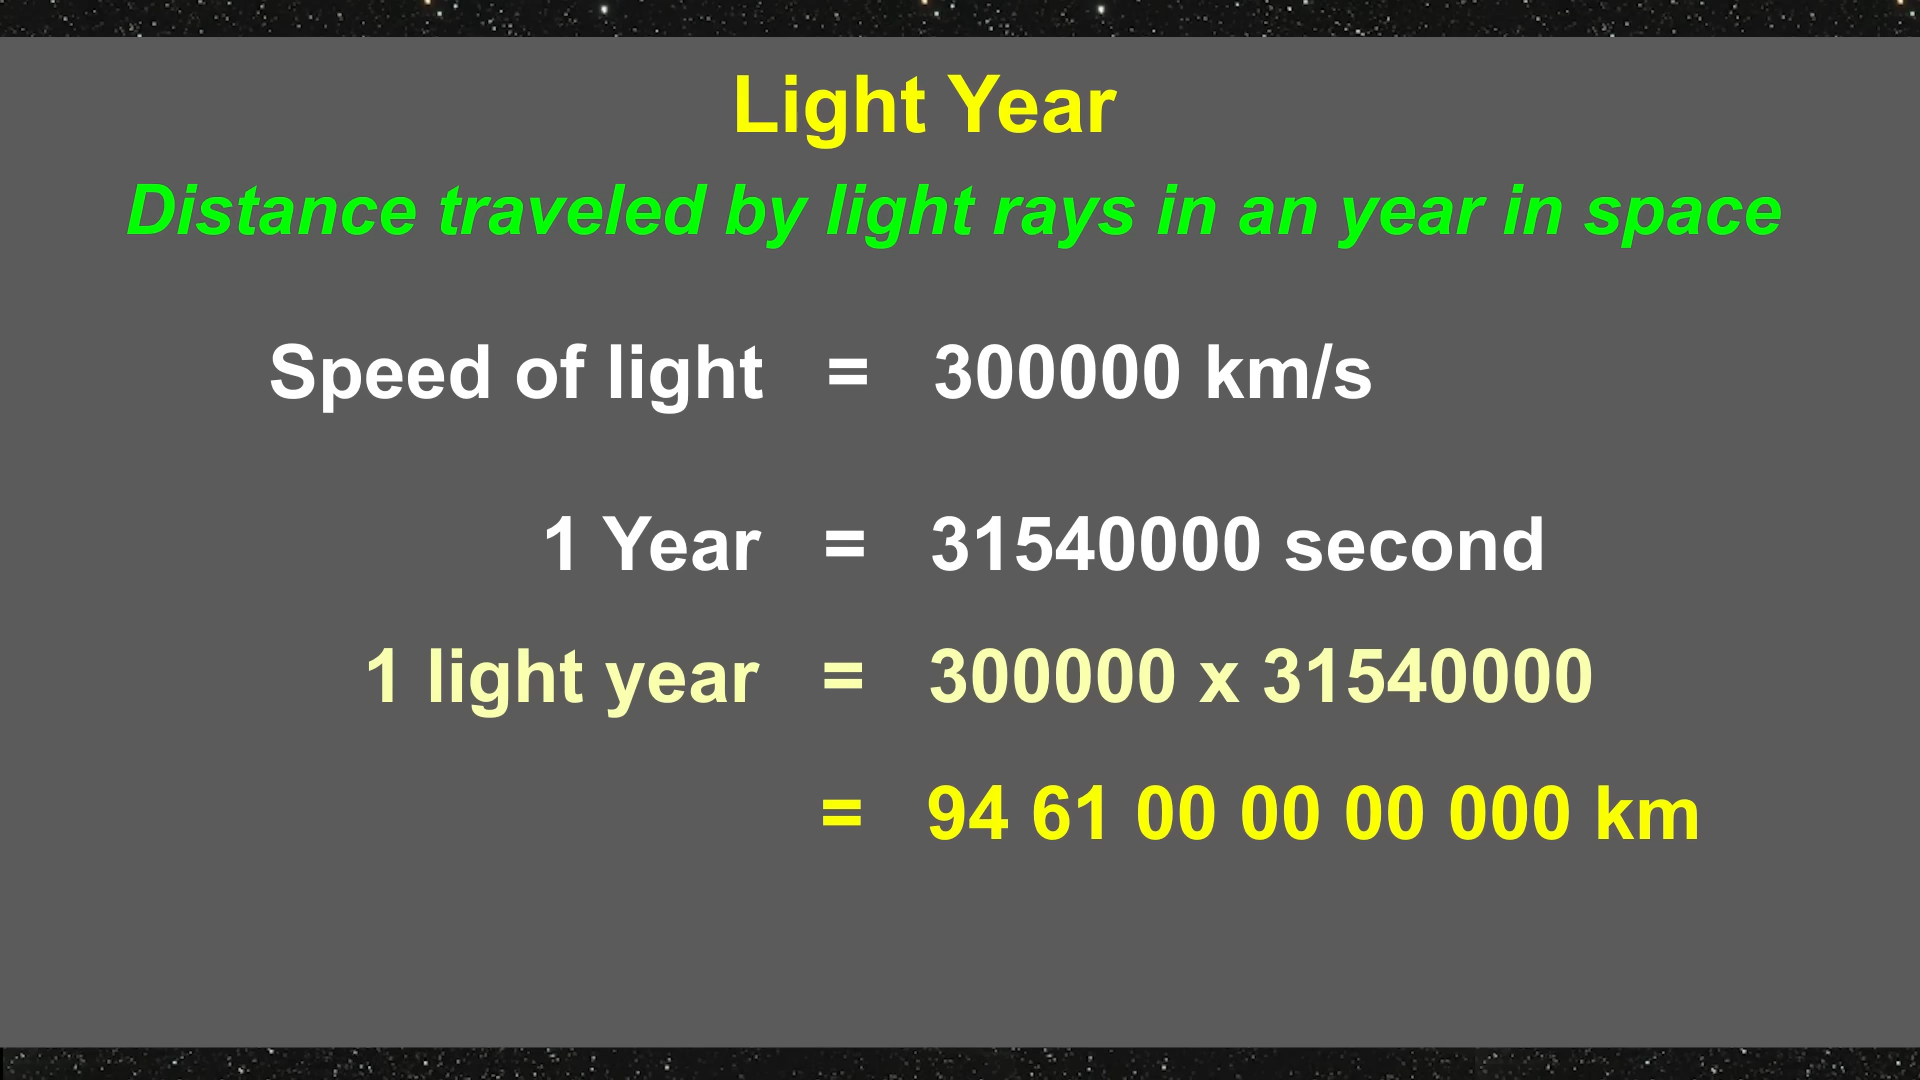 Light Year
Distance traveled by light rays in an year in space
Speed of light = 300000 km/s
1 Year = 31540000 second
1 light year = 300000 x 31540000
= 94 61 00 00 00 000 km